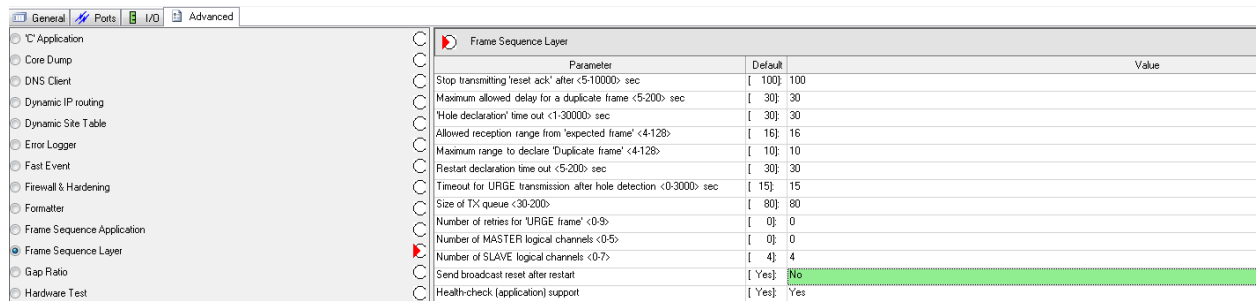 General Ports I/O Advanced
'C' Application
Core Dump
DNS Client
Dynamic IP routing
Dynamic Site Table
Error Logger
Fast Event
Firewall & Hardening
Formatter
Frame Sequence Application
Frame Sequence Layer
Gap Ratio
Hardware Test
Frame Sequence Layer
Parameter Default Value
Stop transmitting 'reset ack' after <5-10000> sec [ 100]: 100
Maximum allowed delay for a duplicate frame <5-200> sec [ 30]: 30
'Hole declaration' time out <1-30000> sec [ 30]: 30
Allowed reception range from 'expected frame' <4-128> [ 16]: 16
Maximum range to declare 'Duplicate frame' <4-128> [ 10]: 10
Restart declaration time out <5-200> sec [ 30]: 30
Timeout for URGE transmission after hole detection <0-3000> sec [ 15]: 15
Size of TX queue <30-200> [ 80]: 80
Number of retries for 'URGE frame' <0-9> [ 0]: 0
Number of MASTER logical channels <0-5> [ 0]: 0
Number of SLAVE logical channels <0-7> [ 4]: 4
Send broadcast reset after restart [ Yes]: No
Health-check (application) support [ Yes]: Yes